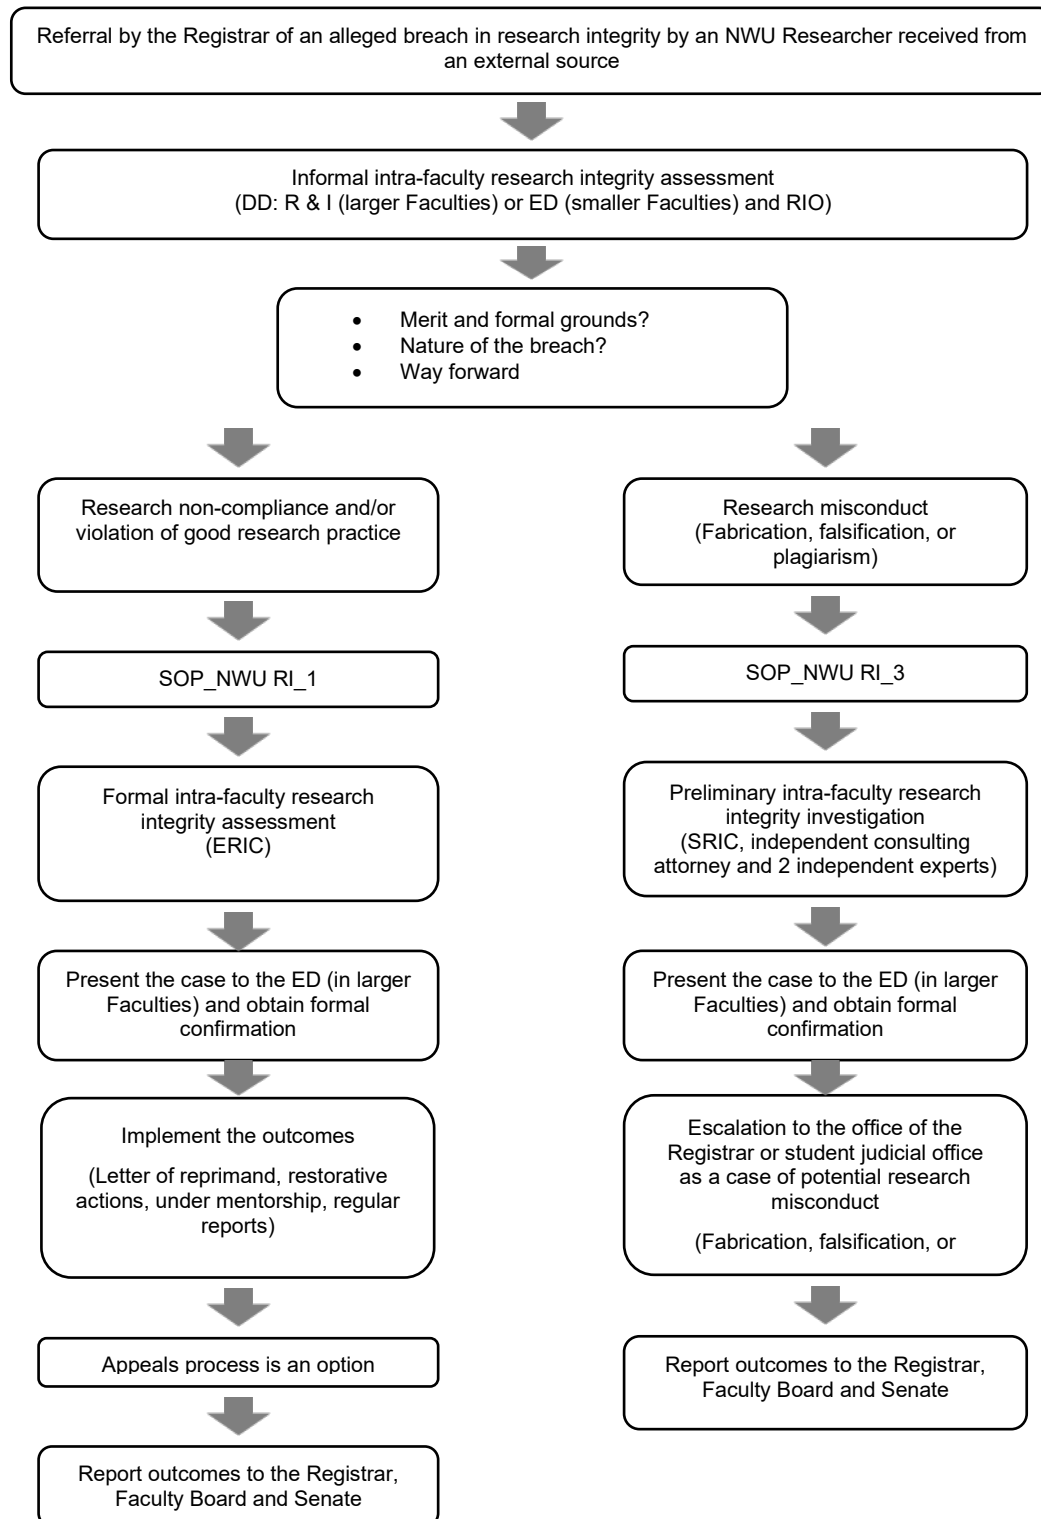 Referral by the Registrar of an alleged breach in research integrity by an NWU Researcher received from
an external source
Informal intra-faculty research integrity assessment
(DD: R & I (larger Faculties) or ED (smaller Faculties) and RIO)
• Merit and formal grounds?
• Nature of the breach?
• Way forward
Research non-compliance and/or
violation of good research practice
SOP_NWU RI_1
Formal intra-faculty research
integrity assessment
(ERIC)
Present the case to the ED (in larger
Faculties) and obtain formal
confirmation
Implement the outcomes
(Letter of reprimand, restorative
actions, under mentorship, regular
reports)
Appeals process is an option
Report outcomes to the Registrar,
Faculty Board and Senate
Research misconduct
(Fabrication, falsification, or
plagiarism)
SOP_NWU RI_3
Preliminary intra-faculty research
integrity investigation
(SRIC, independent consulting
attorney and 2 independent experts)
Present the case to the ED (in larger
Faculties) and obtain formal
confirmation
Escalation to the office of the
Registrar or student judicial office
as a case of potential research
misconduct
(Fabrication, falsification, or
Report outcomes to the Registrar,
Faculty Board and Senate